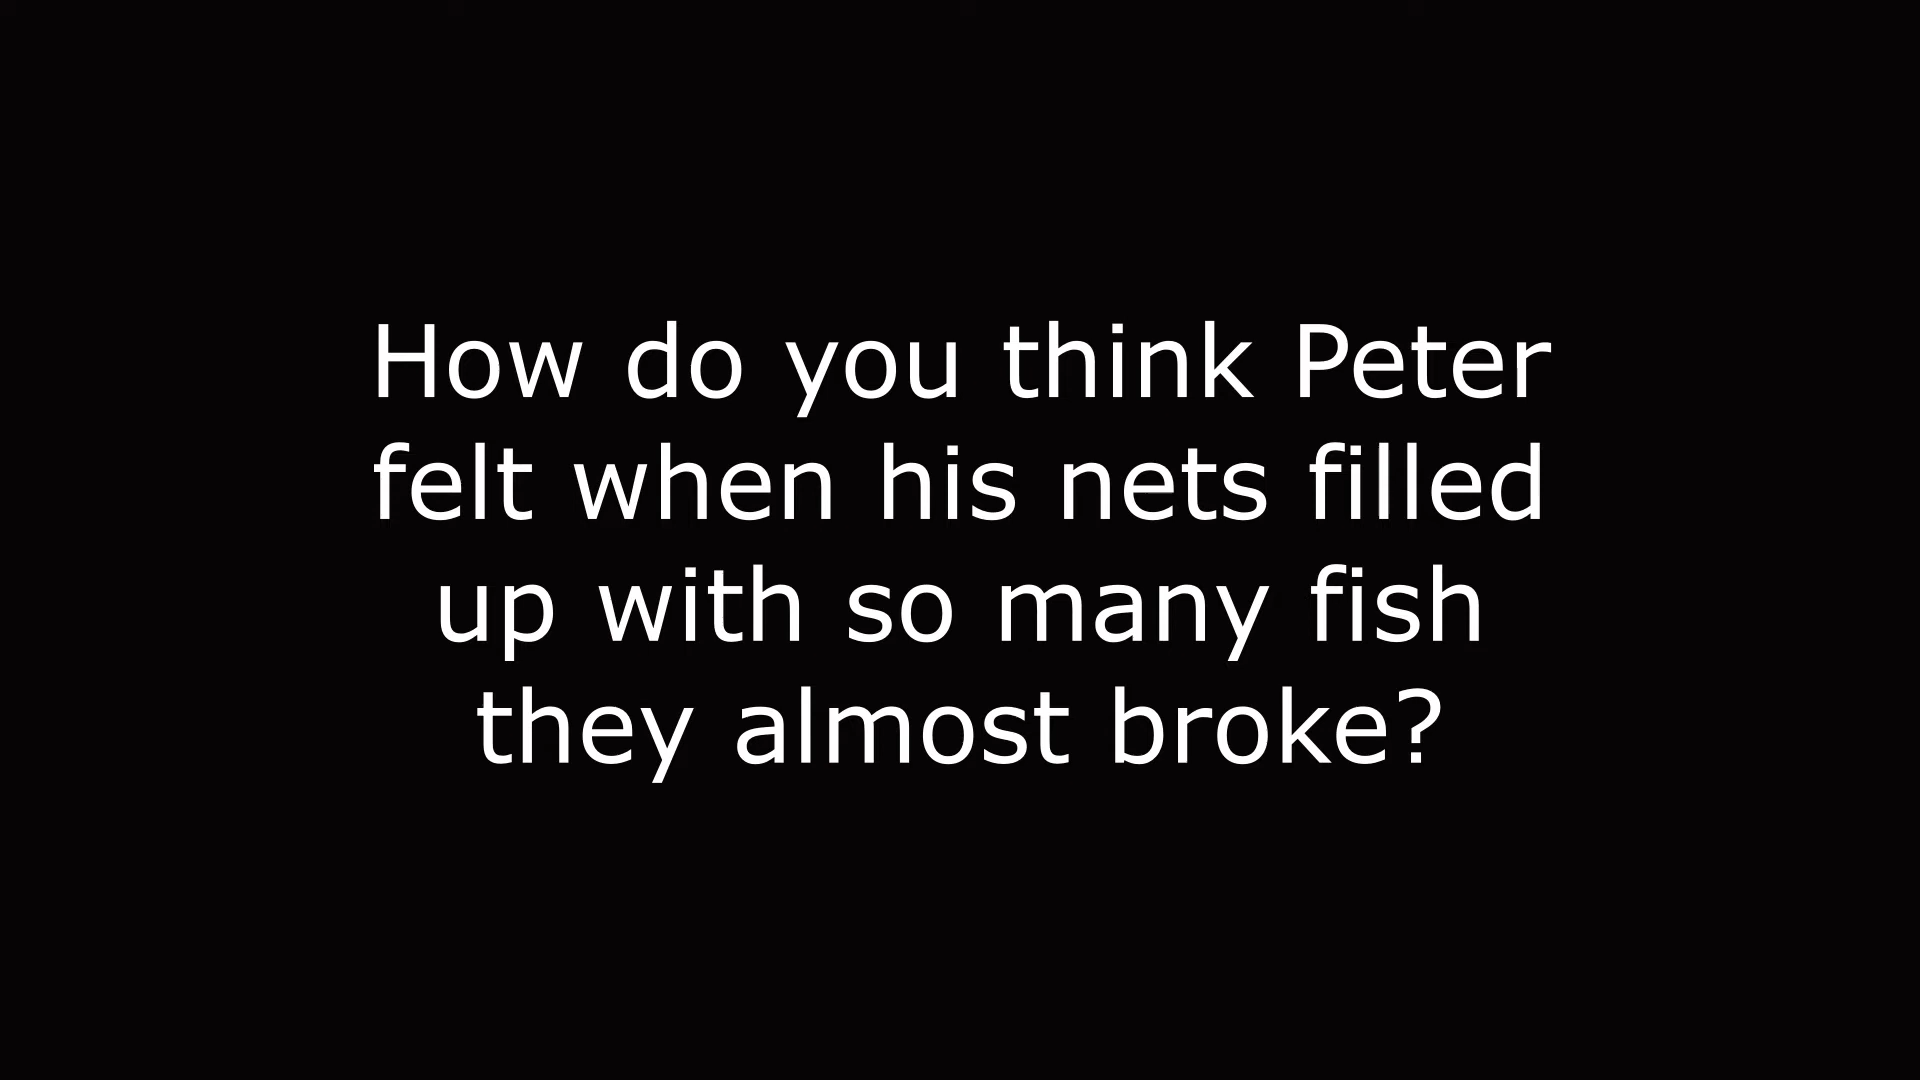 How do you think Peter
felt when his nets filled
up with so many fish
they almost broke?